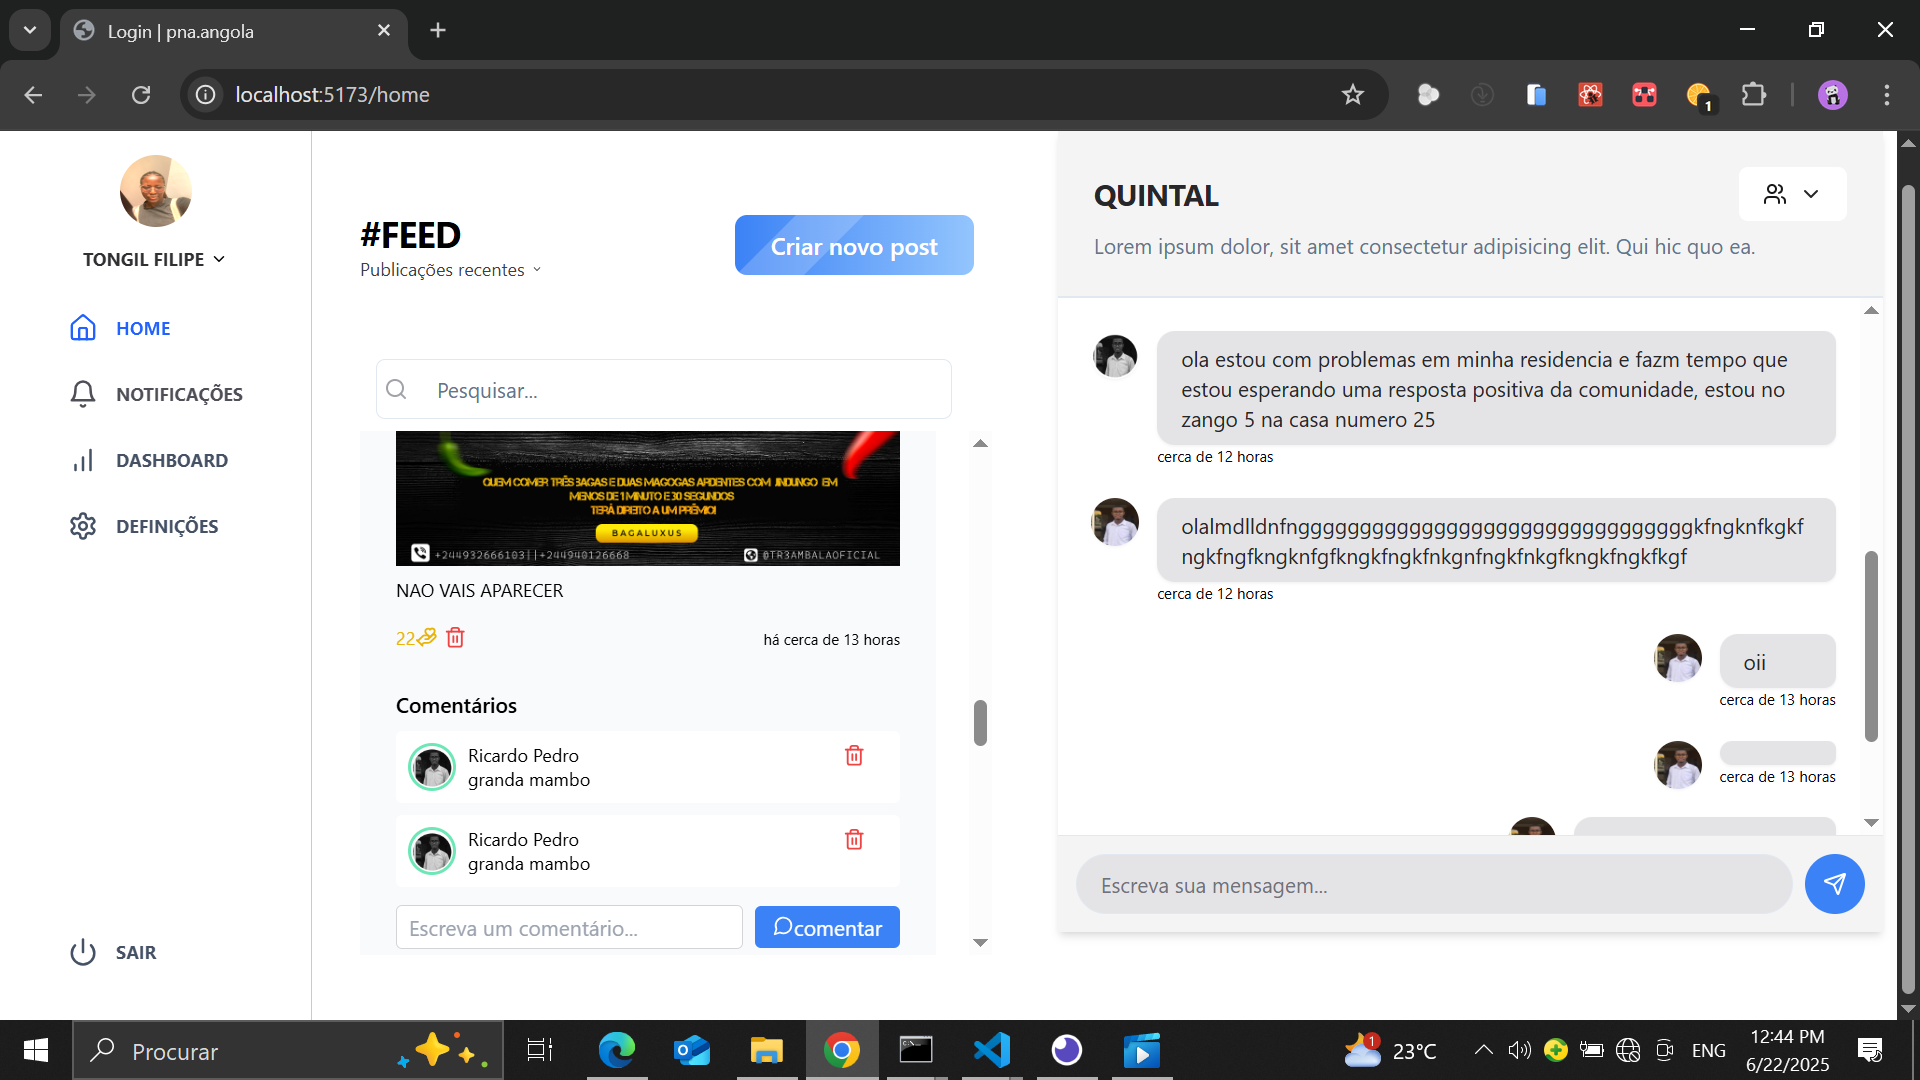 Login | pna.angola
localhost:5173/home
1
TONGIL FILIPE
HOME
NOTIFICAÇÕES
DASHBOARD
DEFINIÇÕES
SAIR
#FEED
Publicações recentes
Criar novo post
Pesquisar...
QUEM COMER TRÊS BAGAS E DUAS MAGOGAS ARDENTES COM JINDUNGO EM
MENOS DE 1 MINUTO E 30 SEGUNDOS
TERÁ DIREITO A UM PRÊMIO!
BAGALUXUS
+244932666103||+244940126668
@TR3AMBALAOFICIAL
NAO VAIS APARECER
22
há cerca de 13 horas
Comentários
Ricardo Pedro
granda mambo
Ricardo Pedro
granda mambo
Escreva um comentário...
comentar
QUINTAL
Lorem ipsum dolor, sit amet consectetur adipisicing elit. Qui hic quo ea.
ola estou com problemas em minha residencia e fazm tempo que
estou esperando uma resposta positiva da comunidade, estou no
zango 5 na casa numero 25
cerca de 12 horas
cerca de 12 horas
oii
cerca de 13 horas
cerca de 13 horas
Escreva sua mensagem...
Procurar
1
23°C
ENG
12:44 PM
6/22/2025